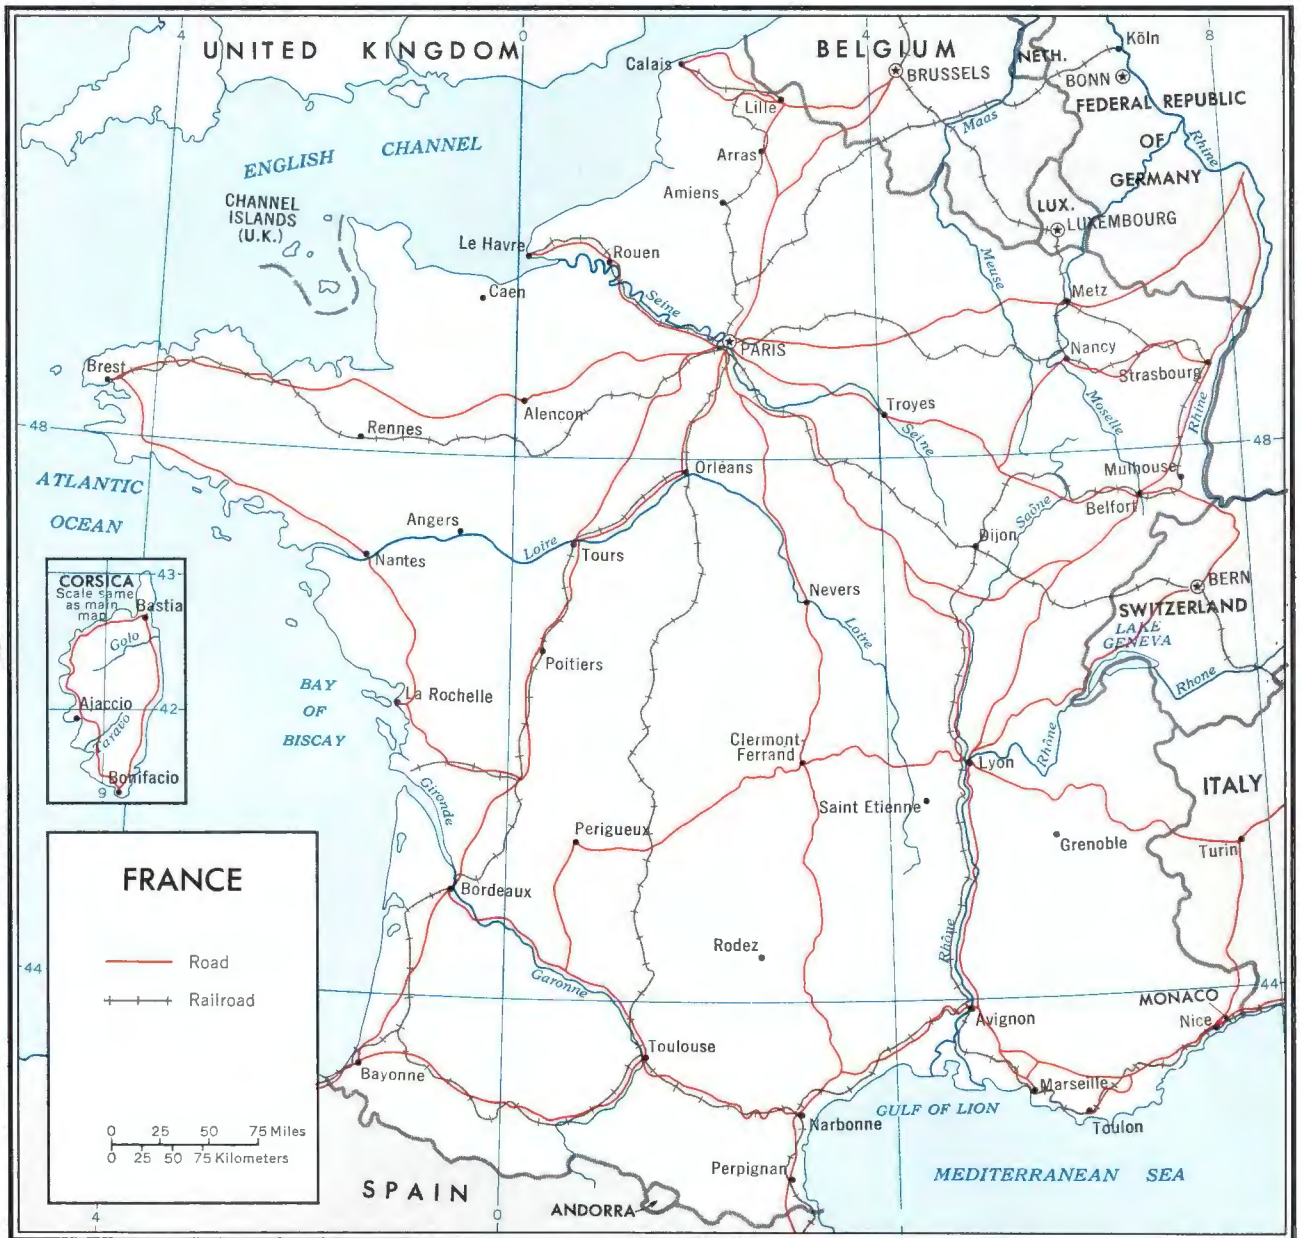 4
0
8
UNITED KINGDOM
BELGIUM
NETH.
Köln
Calais
BRUSSELS
BONN
Lille
FEDERAL REPUBLIC
OF
GERMANY
Maas
Rhine
ENGLISH CHANNEL
Arras
Amiens
CHANNEL
ISLANDS
(U.K.)
LUX.
LUXEMBOURG
Le Havre
Rouen
Meuse
Caen
Seine
Metz
PARIS
Nancy
Strasbourg
Brest
Alencon
Troyes
Moselle
Rhine
48
Rennes
Seine
48
Orléans
Mulhouse
ATLANTIC
OCEAN
Belfort
Saône
Angers
Loire
Nantes
Tours
Dijon
CORSICA
Scale same
as main
map
43
Bastia
Golo
Ajaccio
42
Taravo
Bonifacio
9
Nevers
Loire
BERN
SWITZERLAND
LAKE
GENEVA
Poitiers
Rhone
BAY
OF
BISCAY
La Rochelle
Clermont-
Ferrand
Lyon
Rhône
Gironde
Saint Etienne
ITALY
Perigueux
Grenoble
Turin
FRANCE
Road
Railroad
0 25 50 75 Miles
0 25 50 75 Kilometers
Bordeaux
Rodez
Rhône
44
Garonne
44
MONACO
Avignon
Nice
Toulouse
Bayonne
Marseille
GULF OF LION
Narbonne
Toulon
Perpignan
MEDITERRANEAN SEA
SPAIN
ANDORRA
4
0